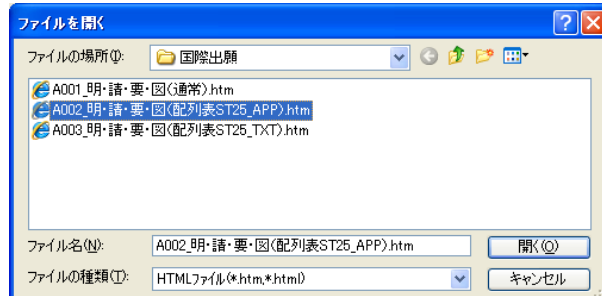 ファイルを開く
ファイルの場所(I):
国際出願
A001_明・請・要・図(通常).htm
A002_明・請・要・図(配列表ST25_APP).htm
A003_明・請・要・図(配列表ST25_TXT).htm
ファイル名(N):
A002_明・請・要・図(配列表ST25_APP).htm
開く(O)
ファイルの種類(T):
HTMLファイル(*.htm,*.html)
キャンセル